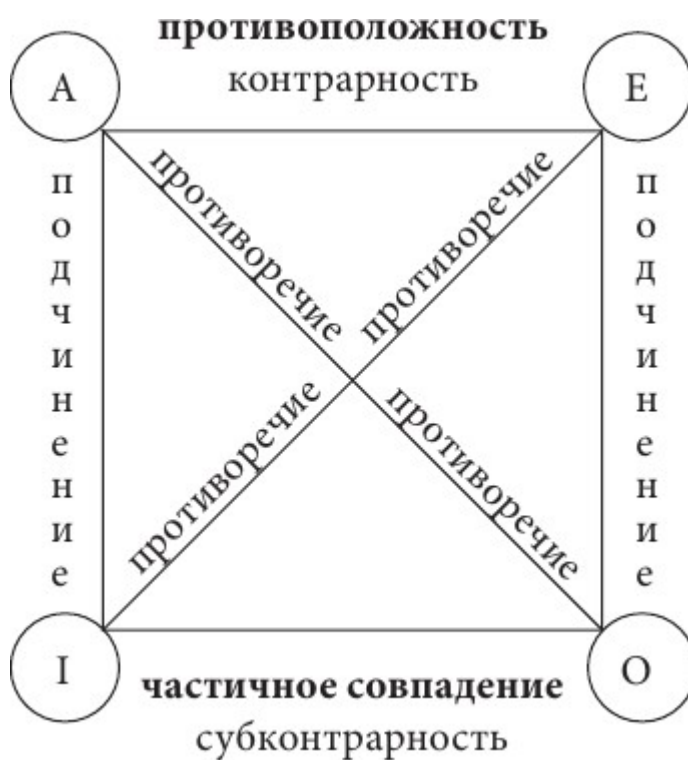 противоположность
контрарность
A
E
подчинение
противоречие
противоречие
подчинение
противоречие
противоречие
I
O
частичное совпадение
субконтрарность